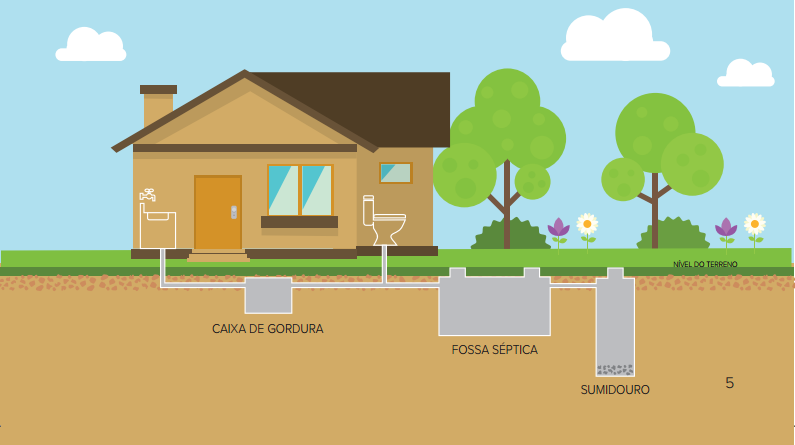 NÍVEL DO TERRENO
CAIXA DE GORDURA
FOSSA SÉPTICA
SUMIDOURO
5